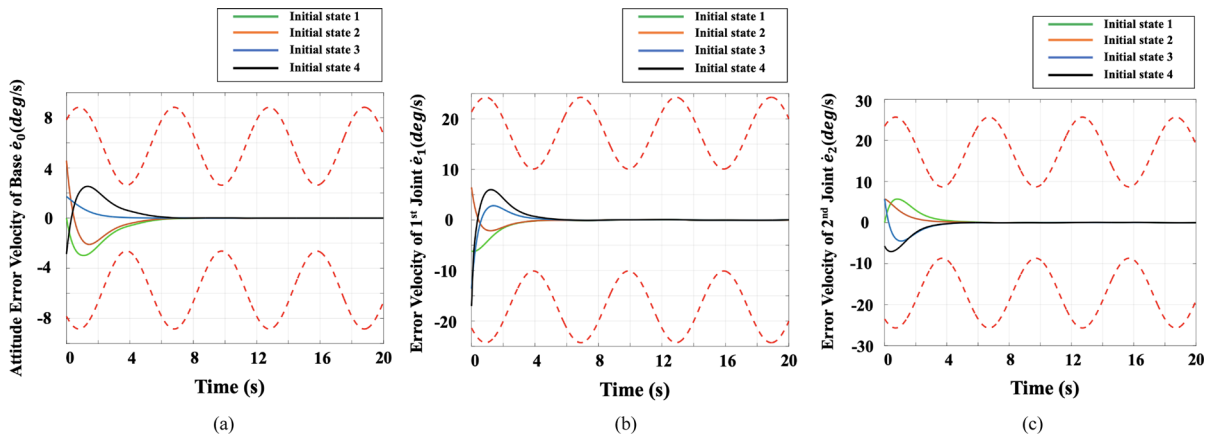 Initial state 1
Initial state 2
Initial state 3
Initial state 4
Attitude Error Velocity of Base ė₀(deg/s)
8
4
0
-4
-8
0 4 8 12 16 20
Time (s)
(a)
Initial state 1
Initial state 2
Initial state 3
Initial state 4
Error Velocity of 1st Joint ė₁(deg/s)
20
10
0
-10
-20
0 4 8 12 16 20
Time (s)
(b)
Initial state 1
Initial state 2
Initial state 3
Initial state 4
Error Velocity of 2nd Joint ė₂(deg/s)
30
20
10
0
-10
-20
-30
0 4 8 12 16 20
Time (s)
(c)